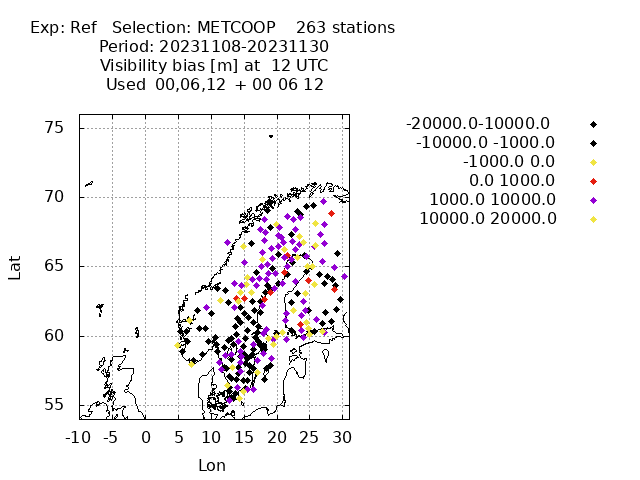 Exp: Ref   Selection: METCOOP    263 stations
Period: 20231108-20231130
Visibility bias [m] at  12 UTC
Used  00,06,12  + 00 06 12
-20000.0-10000.0
-10000.0 -1000.0
-1000.0 0.0
0.0 1000.0
1000.0 10000.0
10000.0 20000.0
75
70
65
60
55
Lat
-10 -5 0 5 10 15 20 25 30
Lon